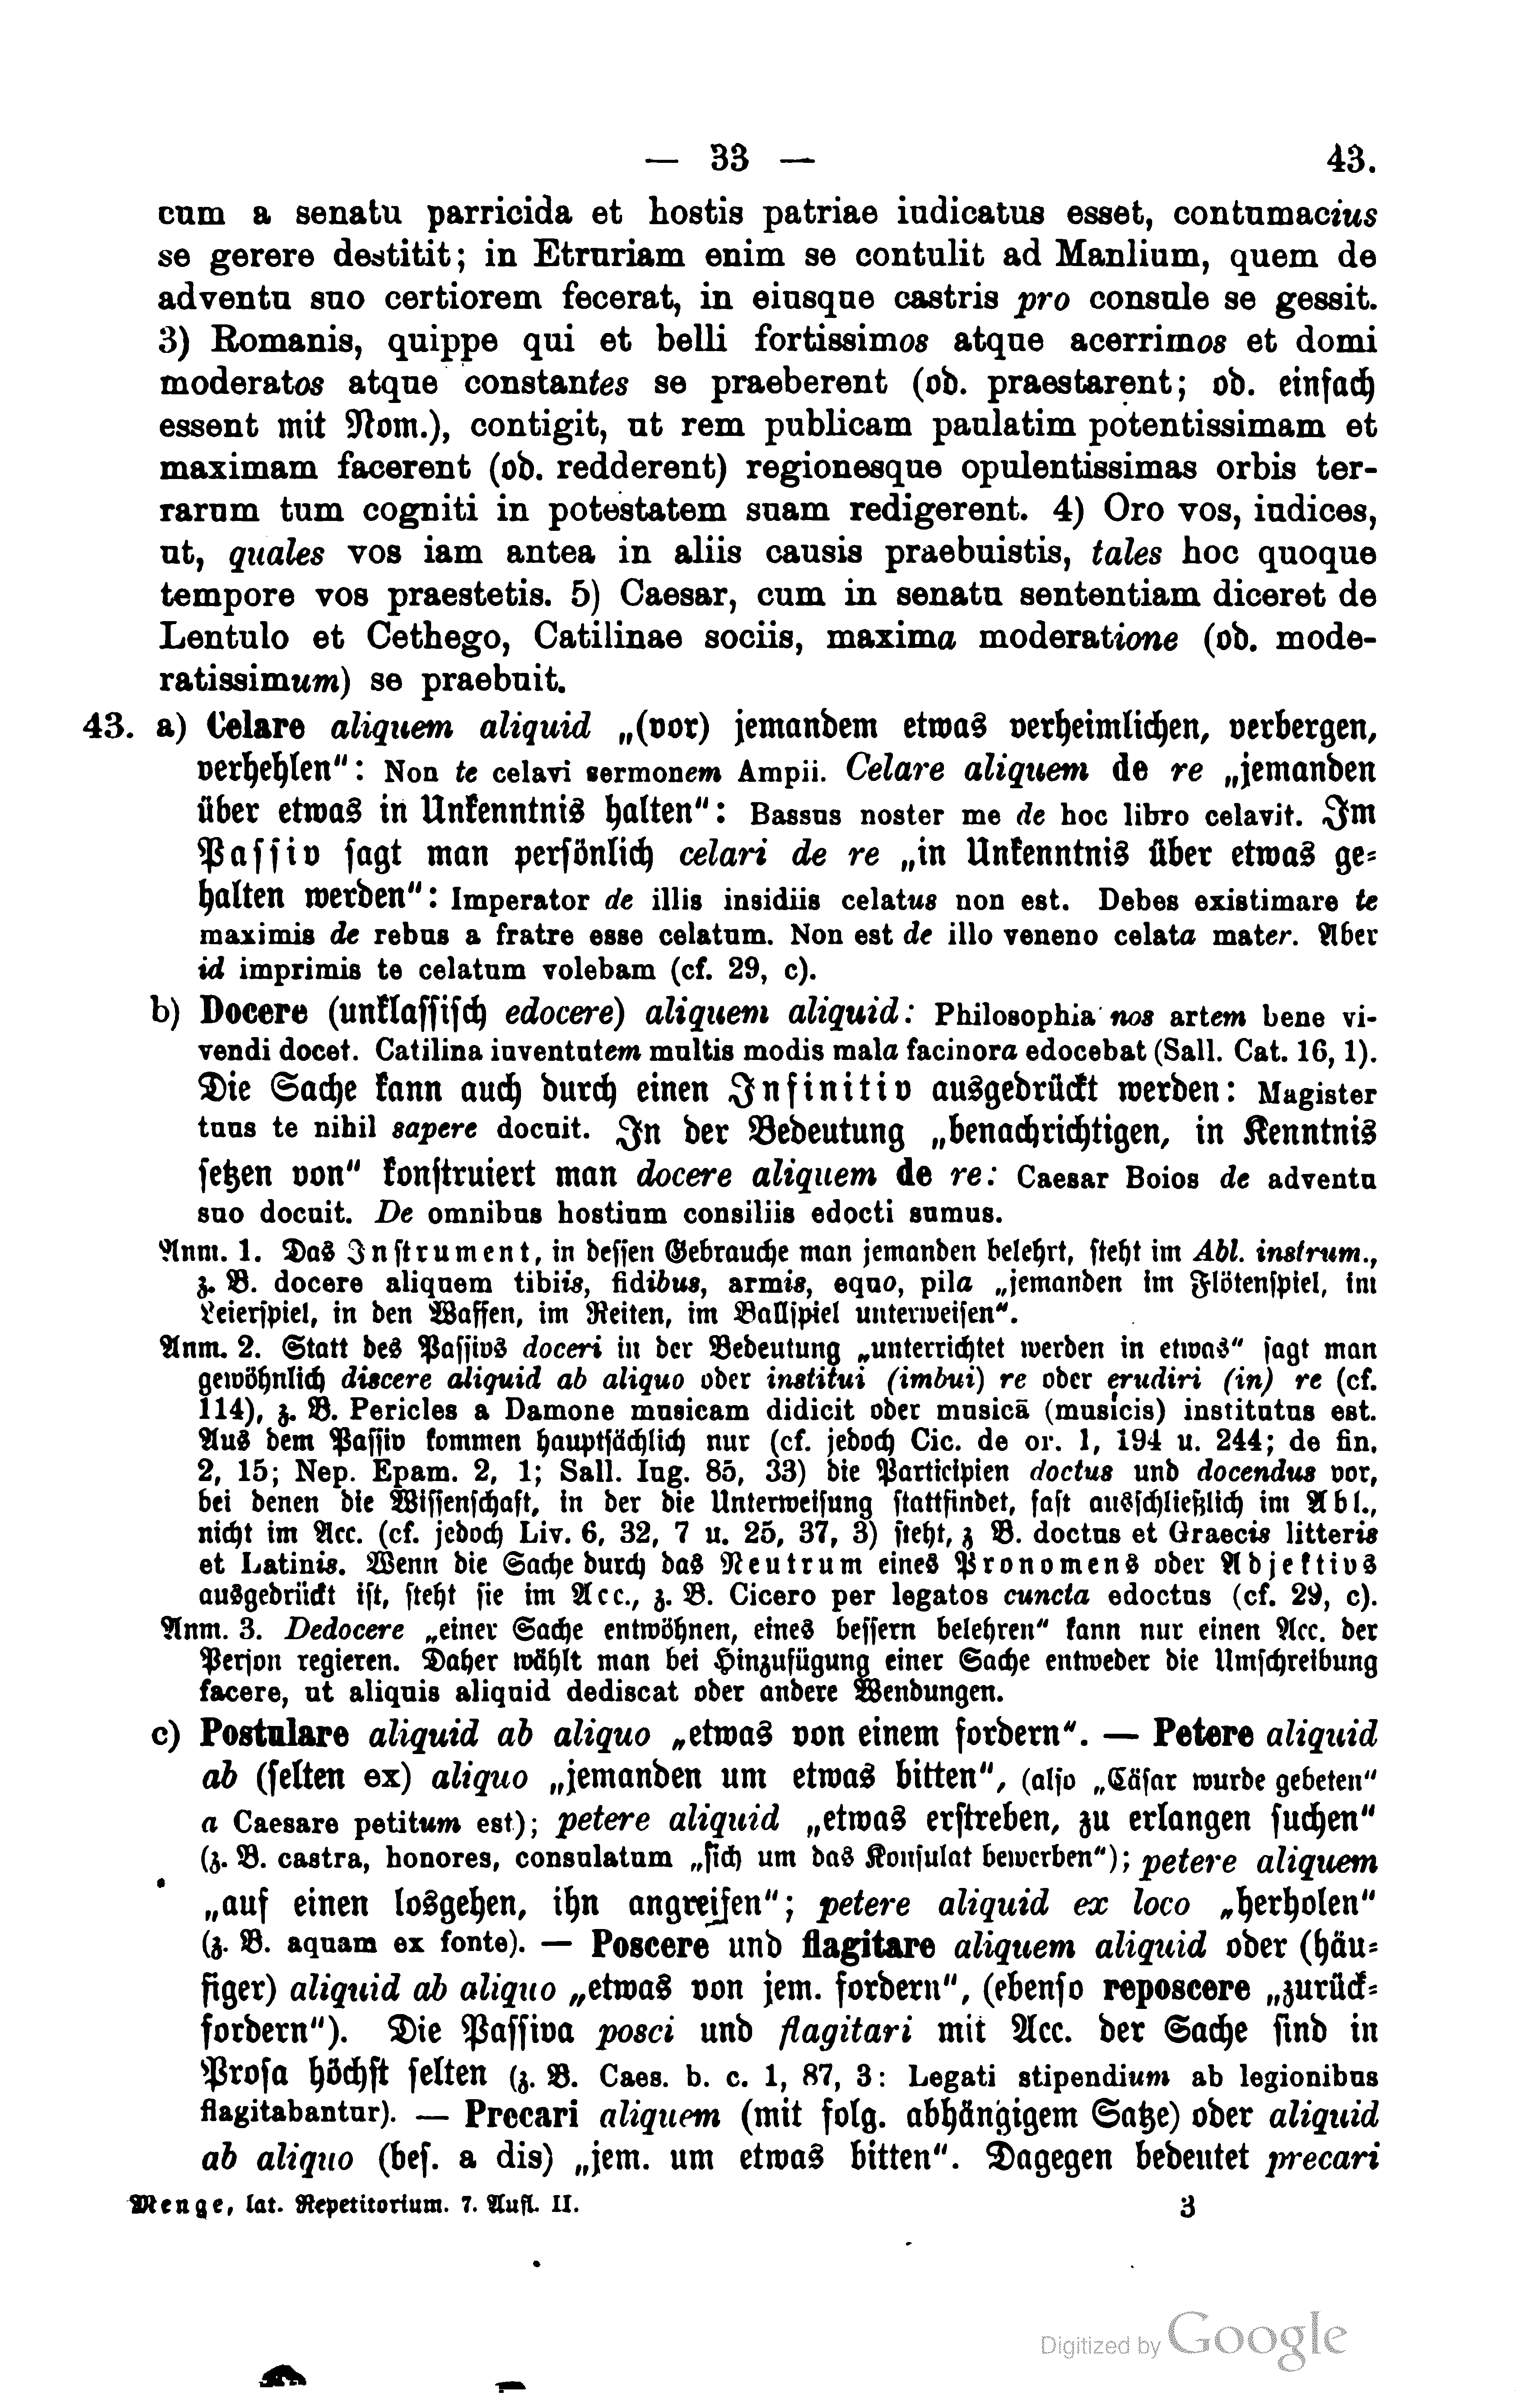 — 33 — 43.
cum a senatu parricida et hostis patriae iudicatus esset, contumacius
se gerere destitit; in Etruriam enim se contulit ad Manlium, quem de
adventu suo certiorem fecerat, in eiusque castris pro consule se gessit.
3) Romanis, quippe qui et belli fortissimos atque acerrimos et domi
moderatos atque constantes se praeberent (od. praestarent; od. einfach
essent mit Nom.), contigit, ut rem publicam paulatim potentissimam et
maximam facerent (od. redderent) regionesque opulentissimas orbis ter-
rarum tum cogniti in potestatem suam redigerent. 4) Oro vos, iudices,
ut, quales vos iam antea in aliis causis praebuistis, tales hoc quoque
tempore vos praestetis. 5) Caesar, cum in senatu sententiam diceret de
Lentulo et Cethego, Catilinae sociis, maxima moderatione (od. mode-
ratissimum) se praebuit.
43. a) Celare aliquem aliquid „(vor) jemandem etwas verheimlichen, verbergen,
verhehlen“: Non te celavi sermonem Ampii. Celare aliquem de re „jemanden
über etwas in Unkenntnis halten“: Bassus noster me de hoc libro celavit. Im
Passiv sagt man persönlich celari de re „in Unkenntnis über etwas ge-
halten werden“: Imperator de illis insidiis celatus non est. Debes existimare te
maximis de rebus a fratre esse celatum. Non est de illo veneno celata mater. Aber
id imprimis te celatum volebam (cf. 29, c).
b) Docere (unklassisch edocere) aliquem aliquid: Philosophia nos artem bene vi-
vendi docet. Catilina iuventutem multis modis mala facinora edocebat (Sall. Cat. 16, 1).
Die Sache kann auch durch einen Infinitiv ausgedrückt werden: Magister
tuus te nihil sapere docuit. In der Bedeutung „benachrichtigen, in Kenntnis
setzen von“ konstruiert man docere aliquem de re: Caesar Boios de adventu
suo docuit. De omnibus hostium consiliis edocti sumus.
Anm. 1. Das Instrument, in dessen Gebrauche man jemanden belehrt, steht im Abl. instrum.,
z. B. docere aliquem tibiis, fidibus, armis, equo, pila „jemanden im Flötenspiel, im
Leierspiel, in den Waffen, im Reiten, im Ballspiel unterweisen“.
Anm. 2. Statt des Passivs doceri in der Bedeutung „unterrichtet werden in etwas“ sagt man
gewöhnlich discere aliquid ab aliquo oder institui (imbui) re oder erudiri (in) re (cf.
114), z. B. Pericles a Damone musicam didicit oder musicā (musicis) institutus est.
Aus dem Passiv kommen hauptsächlich nur (cf. jedoch Cic. de or. 1, 194 u. 244; de fin.
2, 15; Nep. Epam. 2, 1; Sall. Iug. 85, 33) die Participien doctus und docendus vor,
bei denen die Wissenschaft, in der die Unterweisung stattfindet, fast ausschließlich im Abl.,
nicht im Acc. (cf. jedoch Liv. 6, 32, 7 u. 25, 37, 3) steht, z B. doctus et Graecis litteris
et Latinis. Wenn die Sache durch das Neutrum eines Pronomens oder Adjektivs
ausgedrückt ist, steht sie im Acc., z. B. Cicero per legatos cuncta edoctus (cf. 29, c).
Anm. 3. Dedocere „einer Sache entwöhnen, eines bessern belehren“ kann nur einen Acc. der
Person regieren. Daher wählt man bei Hinzufügung einer Sache entweder die Umschreibung
facere, ut aliquis aliquid dediscat oder andere Wendungen.
c) Postulare aliquid ab aliquo „etwas von einem fordern“. — Petere aliquid
ab (selten ex) aliquo „jemanden um etwas bitten“, (also „Cäsar wurde gebeten“
a Caesare petitum est); petere aliquid „etwas erstreben, zu erlangen suchen“
(z. B. castra, honores, consulatum „sich um das Konsulat bewerben“); petere aliquem
„auf einen losgehen, ihn angreifen“; petere aliquid ex loco „herholen“
(z. B. aquam ex fonte). — Poscere und flagitare aliquem aliquid oder (häu-
figer) aliquid ab aliquo „etwas von jem. fordern“, (ebenso reposcere „zurück-
fordern“). Die Passiva posci und flagitari mit Acc. der Sache sind in
Prosa höchst selten (z. B. Caes. b. c. 1, 87, 3: Legati stipendium ab legionibus
flagitabantur). — Precari aliquem (mit folg. abhängigem Satze) oder aliquid
ab aliquo (bes. a dis) „jem. um etwas bitten“. Dagegen bedeutet precari
Menge, lat. Repetitorium. 7. Aufl. II. 3
Digitized by Google